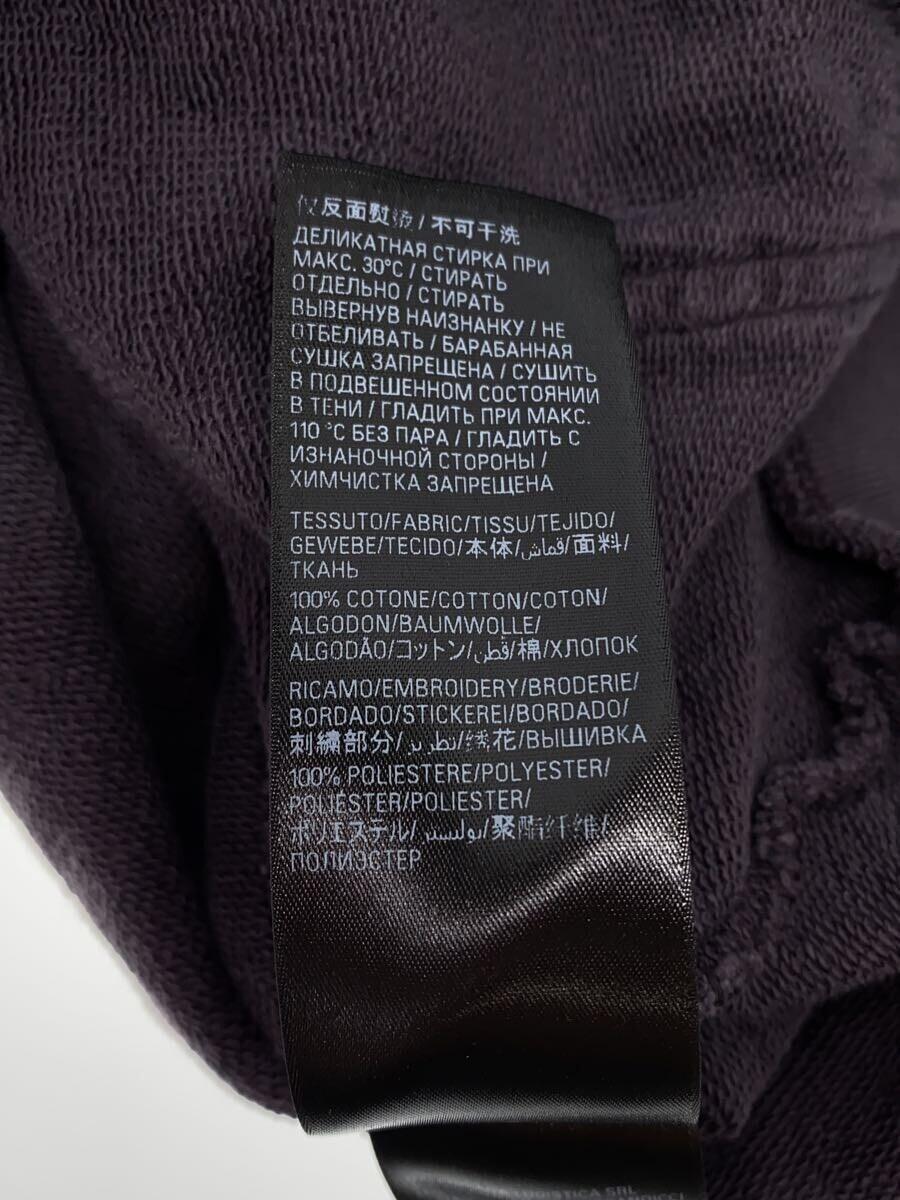 仅反面熨烫/不可干洗
ДЕЛИКАТНАЯ СТИРКА ПРИ
МАКС. 30°C / СТИРАТЬ
ОТДЕЛЬНО / СТИРАТЬ
ВЫВЕРНУВ НАИЗНАНКУ / НЕ
ОТБЕЛИВАТЬ / БАРАБАННАЯ
СУШКА ЗАПРЕЩЕНА / СУШИТЬ
В ПОДВЕШЕННОМ СОСТОЯНИИ
В ТЕНИ / ГЛАДИТЬ ПРИ МАКС.
110 °C БЕЗ ПАРА / ГЛАДИТЬ С
ИЗНАНОЧНОЙ СТОРОНЫ /
ХИМЧИСТКА ЗАПРЕЩЕНА
TESSUTO/FABRIC/TISSU/TEJIDO/
GEWEBE/TECIDO/本体/قماش/面料/
ТКАНЬ
100% COTONE/COTTON/COTON/
ALGODON/BAUMWOLLE/
ALGODÃO/コットン/قطن/棉/ХЛОПОК
RICAMO/EMBROIDERY/BRODERIE/
BORDADO/STICKEREI/BORDADO/
刺繍部分/تطريز/绣花/ВЫШИВКА
100% POLIESTERE/POLYESTER/
POLIESTER/POLIESTER/
ポリエステル/بوليستر/聚酯纤维/
ПОЛИЭСТЕР
LOGISTICA SRL